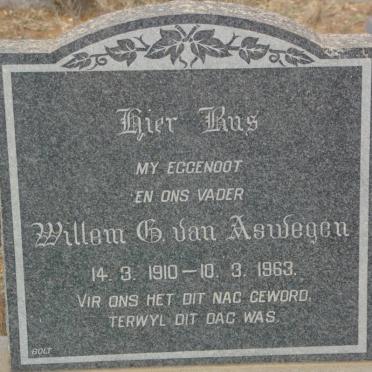 Hier Rus
MY EGGENOOT
EN ONS VADER
Willem G. van Aswegen
14. 3. 1910 — 10. 3. 1963.
VIR ONS HET DIT NAG GEWORD,
TERWYL DIT DAG WAS.
BOLT